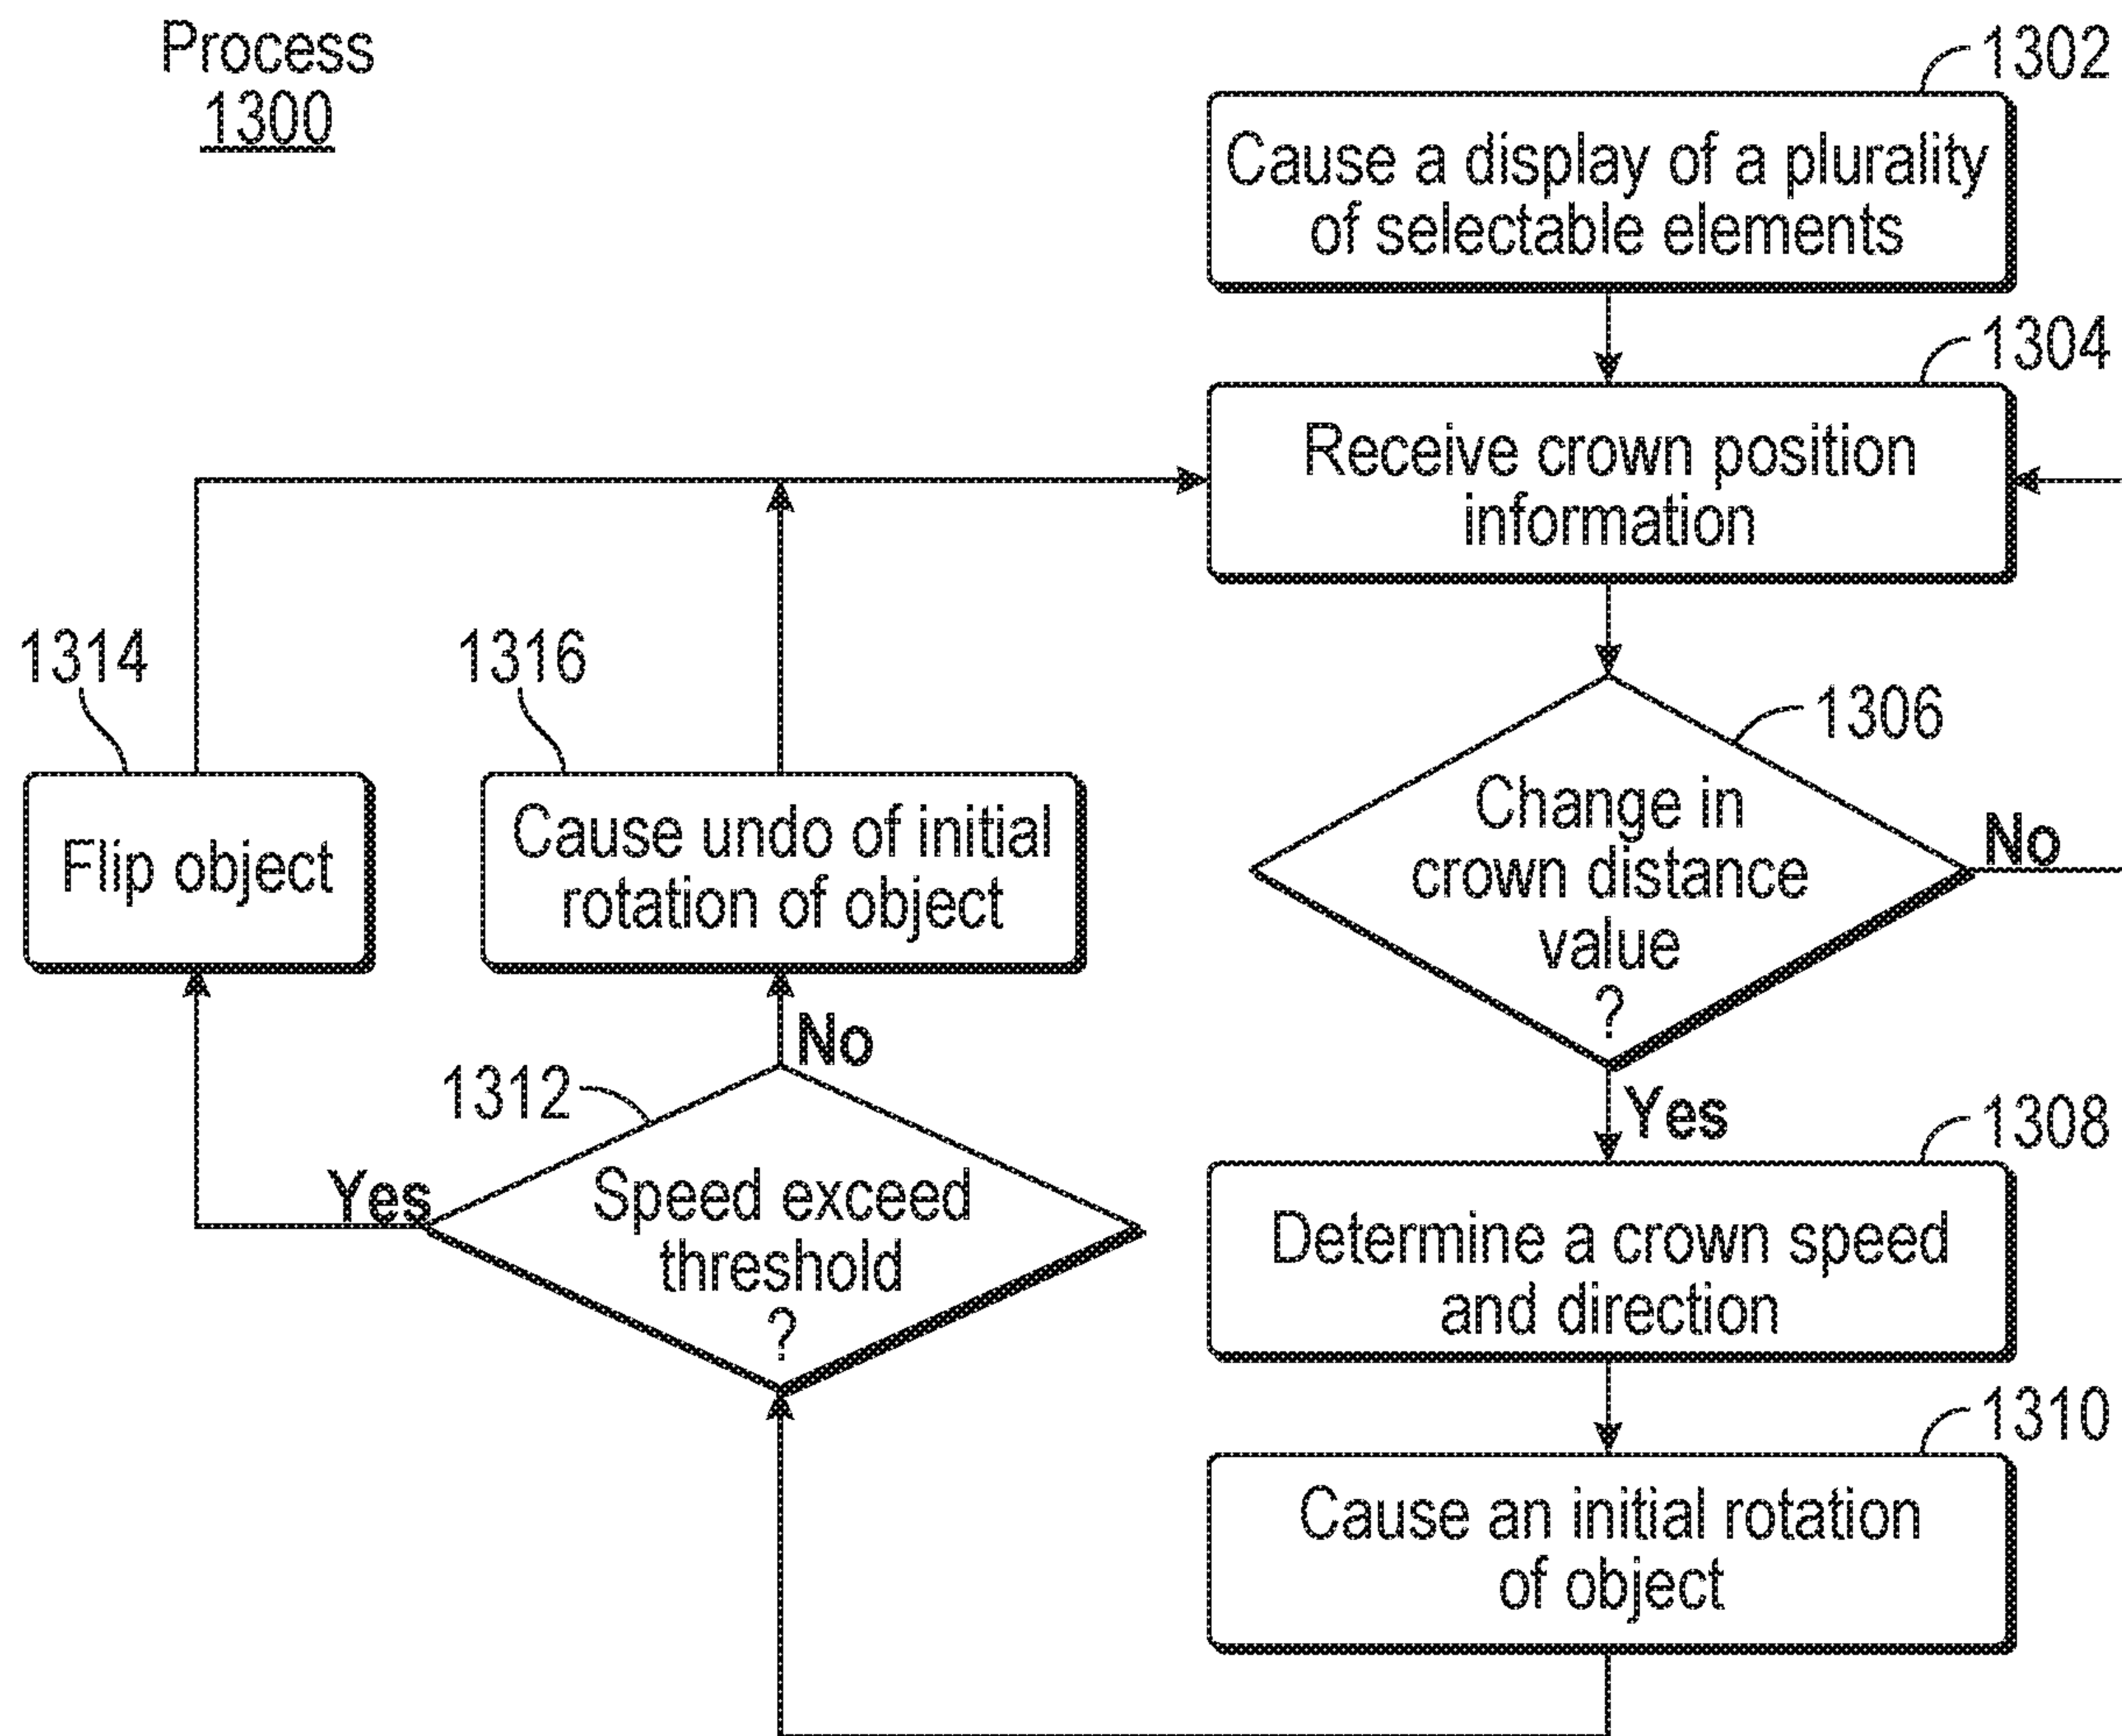 Process
1300
1302
Cause a display of a plurality
of selectable elements
1304
Receive crown position
information
1306
Change in
crown distance
value
?
No
Yes
1308
Determine a crown speed
and direction
1310
Cause an initial rotation
of object
1312
Speed exceed
threshold
?
Yes
No
1314
Flip object
1316
Cause undo of initial
rotation of object